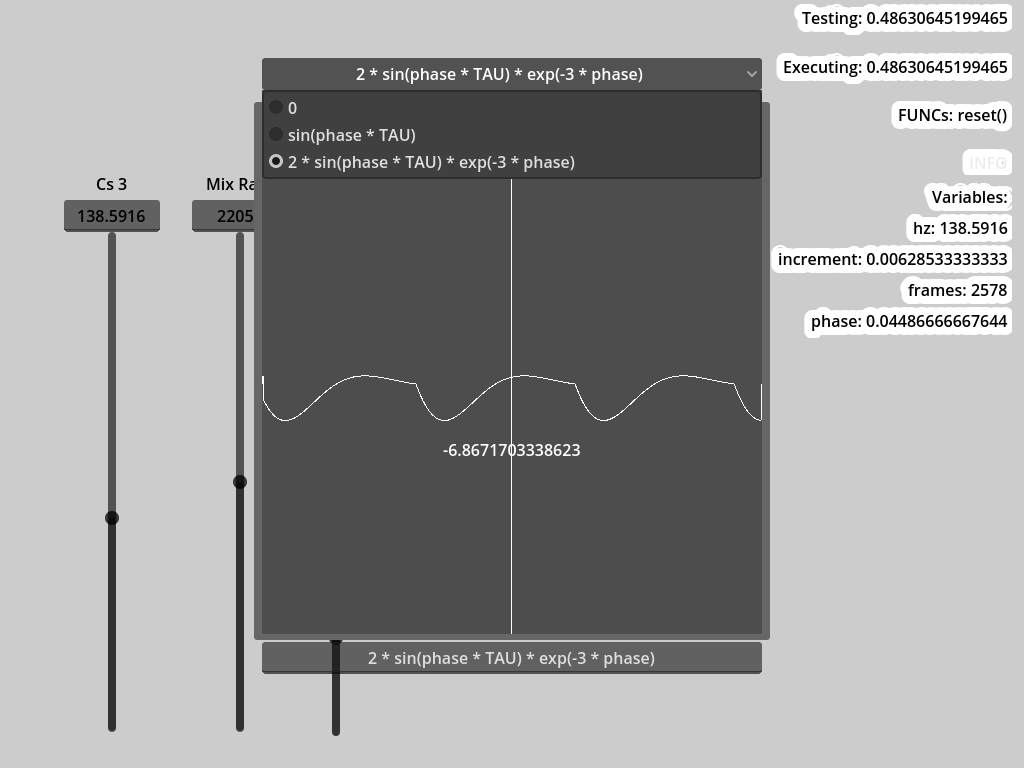 Testing: 0.48630645199465
2 * sin(phase * TAU) * exp(-3 * phase)
Executing: 0.48630645199465
0
FUNCs: reset()
sin(phase * TAU)
2 * sin(phase * TAU) * exp(-3 * phase)
INFO
Cs 3
Mix Ra
Variables:
138.5916
2205
hz: 138.5916
increment: 0.00628533333333
frames: 2578
phase: 0.04486666667644
-6.8671703338623
2 * sin(phase * TAU) * exp(-3 * phase)